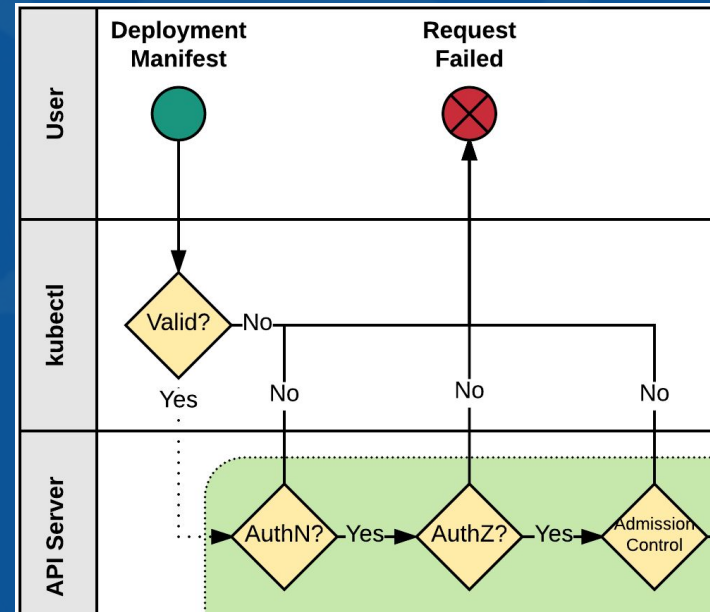 Deployment
Manifest
Request
Failed
User
kubectl
Valid?
No
Yes
No
No
No
API Server
AuthN?
Yes
AuthZ?
Yes
Admission
Control